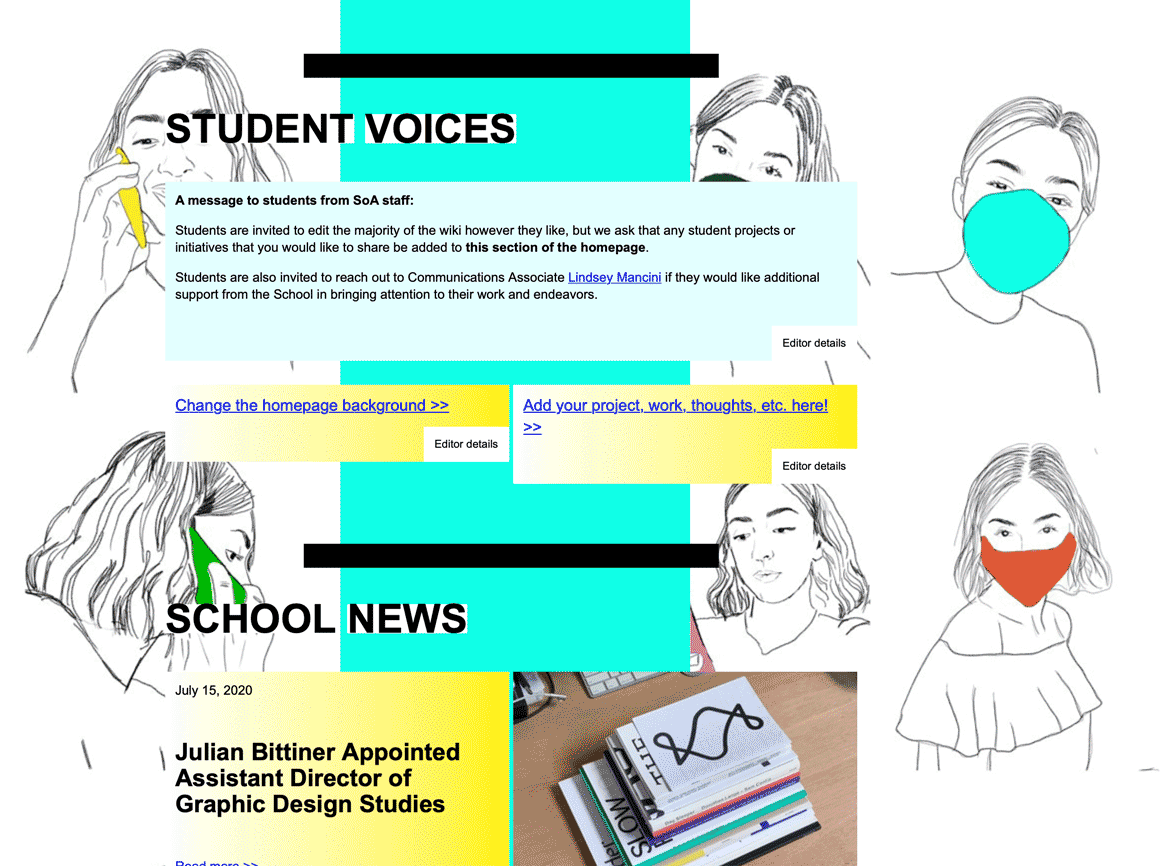 STUDENT VOICES
A message to students from SoA staff:
Students are invited to edit the majority of the wiki however they like, but we ask that any student projects or
initiatives that you would like to share be added to this section of the homepage.
Students are also invited to reach out to Communications Associate Lindsey Mancini if they would like additional
support from the School in bringing attention to their work and endeavors.
Editor details
Change the homepage background >>
Editor details
Add your project, work, thoughts, etc. here!
>>
Editor details
SCHOOL NEWS
July 15, 2020
Julian Bittiner Appointed
Assistant Director of
Graphic Design Studies
Read more >>
THE
SLOW